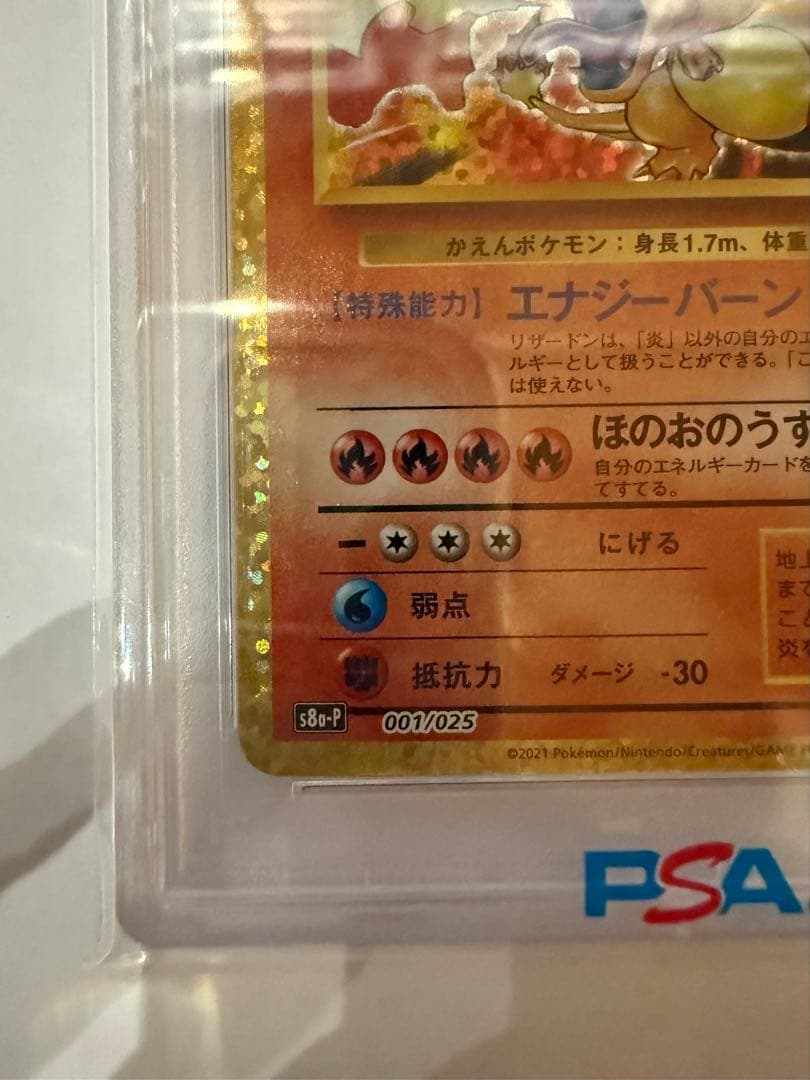 かえんポケモン：身長1.7m、体重
【特殊能力】 エナジーバーン
リザードンは、「炎」以外の自分のエ
ルギーとして扱うことができる。「こ
は使えない。
ほのおのうず
自分のエネルギーカードを
てすてる。
にげる
弱点
抵抗力 ダメージ -30
地上
まで
こと
炎を
s8a-P 001/025
©2021 Pokémon/Nintendo/Creatures/GAME
PSA